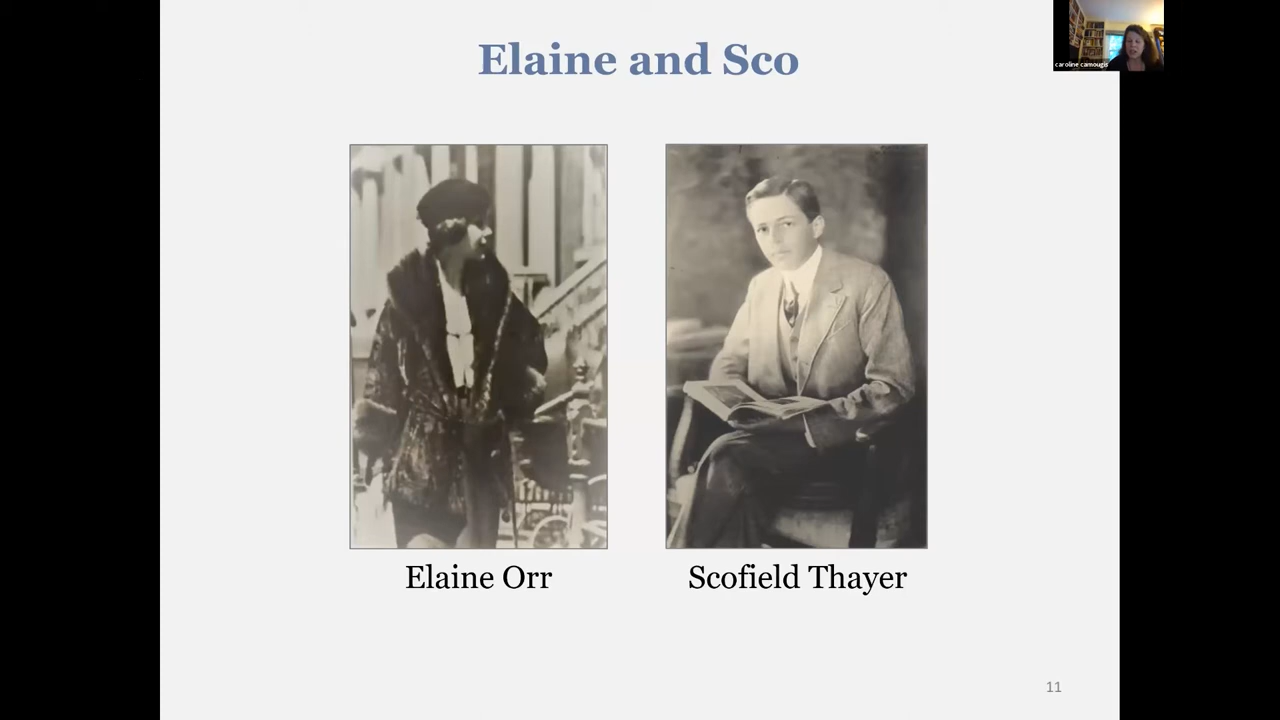 Elaine and Sco
caroline camougis
Elaine Orr
Scofield Thayer
11